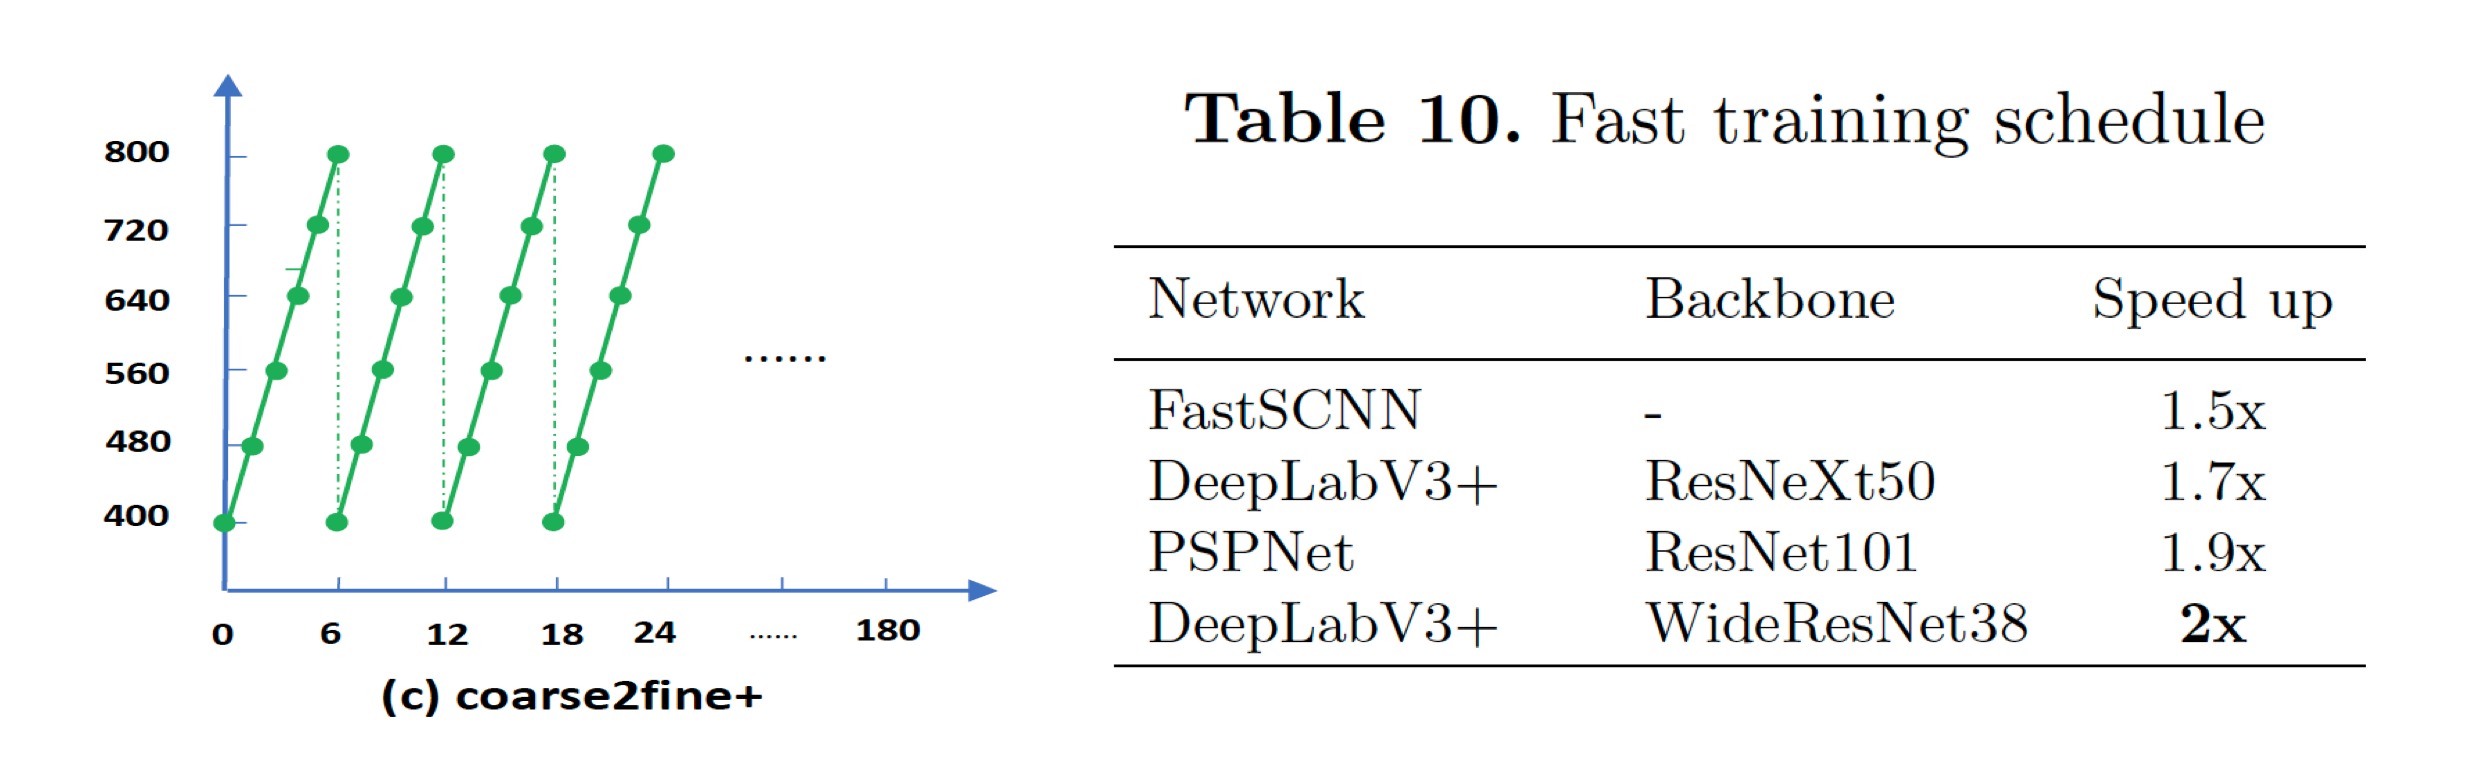 800
720
640
560
480
400
......
0 6 12 18 24 ...... 180
(c) coarse2fine+
Table 10. Fast training schedule
Network Backbone Speed up
FastSCNN - 1.5x
DeepLabV3+ ResNeXt50 1.7x
PSPNet ResNet101 1.9x
DeepLabV3+ WideResNet38 2x